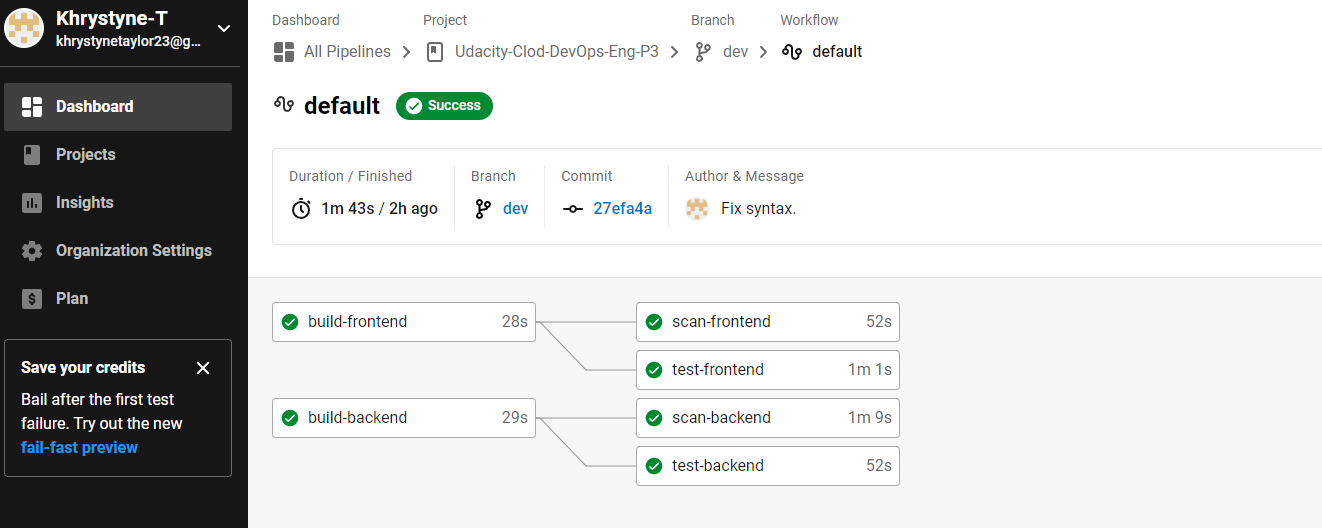 Khrystyne-T
khrystynetaylor23@g...
Dashboard
Projects
Insights
Organization Settings
Plan
Save your credits
Bail after the first test
failure. Try out the new
fail-fast preview
Dashboard Project Branch Workflow
All Pipelines Udacity-Clod-DevOps-Eng-P3 dev default
default Success
Duration / Finished Branch Commit Author & Message
1m 43s / 2h ago dev 27efa4a Fix syntax.
build-frontend 28s scan-frontend 52s
test-frontend 1m 1s
build-backend 29s scan-backend 1m 9s
test-backend 52s